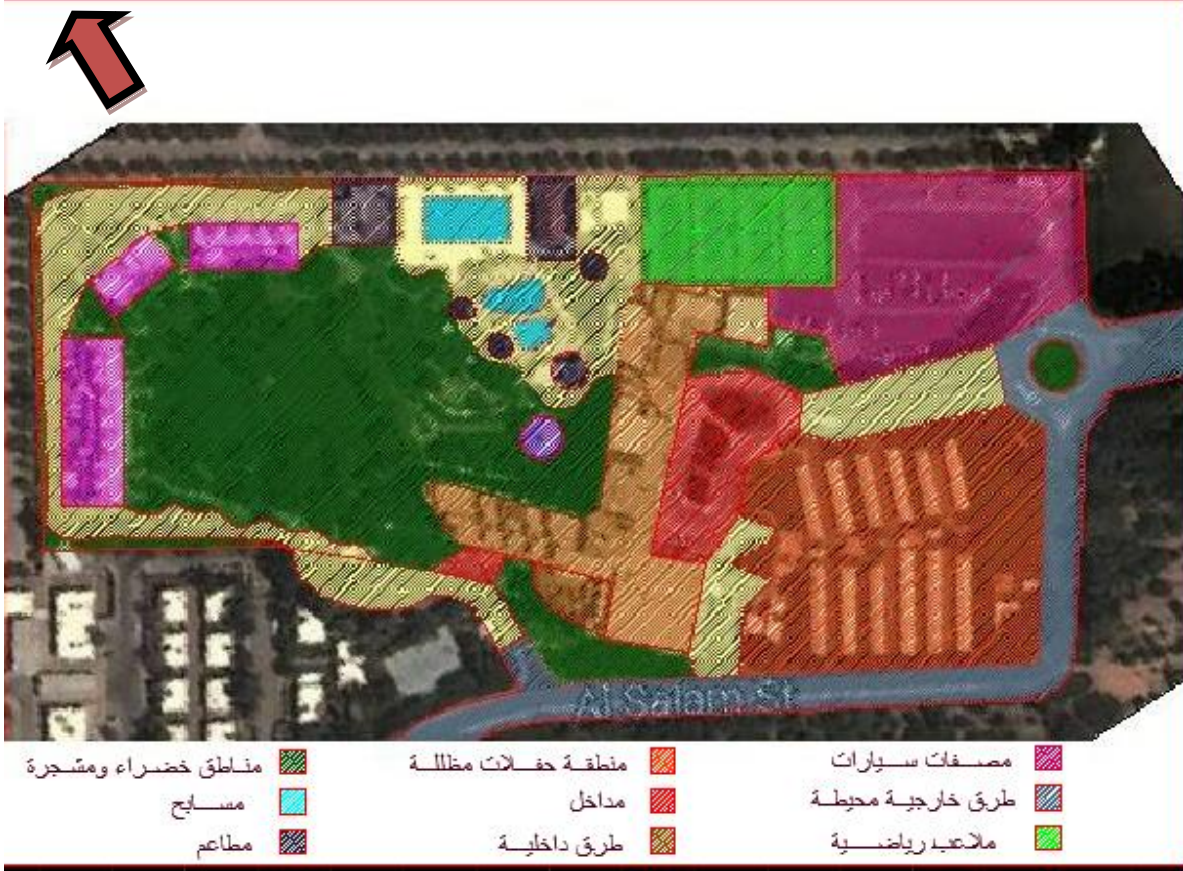 Al Salam St
مصفات سيارات
منطقة حفلات مظللة
مناطق خضراء ومشجرة
طرق خارجية محيطة
مداخل
مسابح
ملاعب رياضية
طرق داخلية
مطاعم